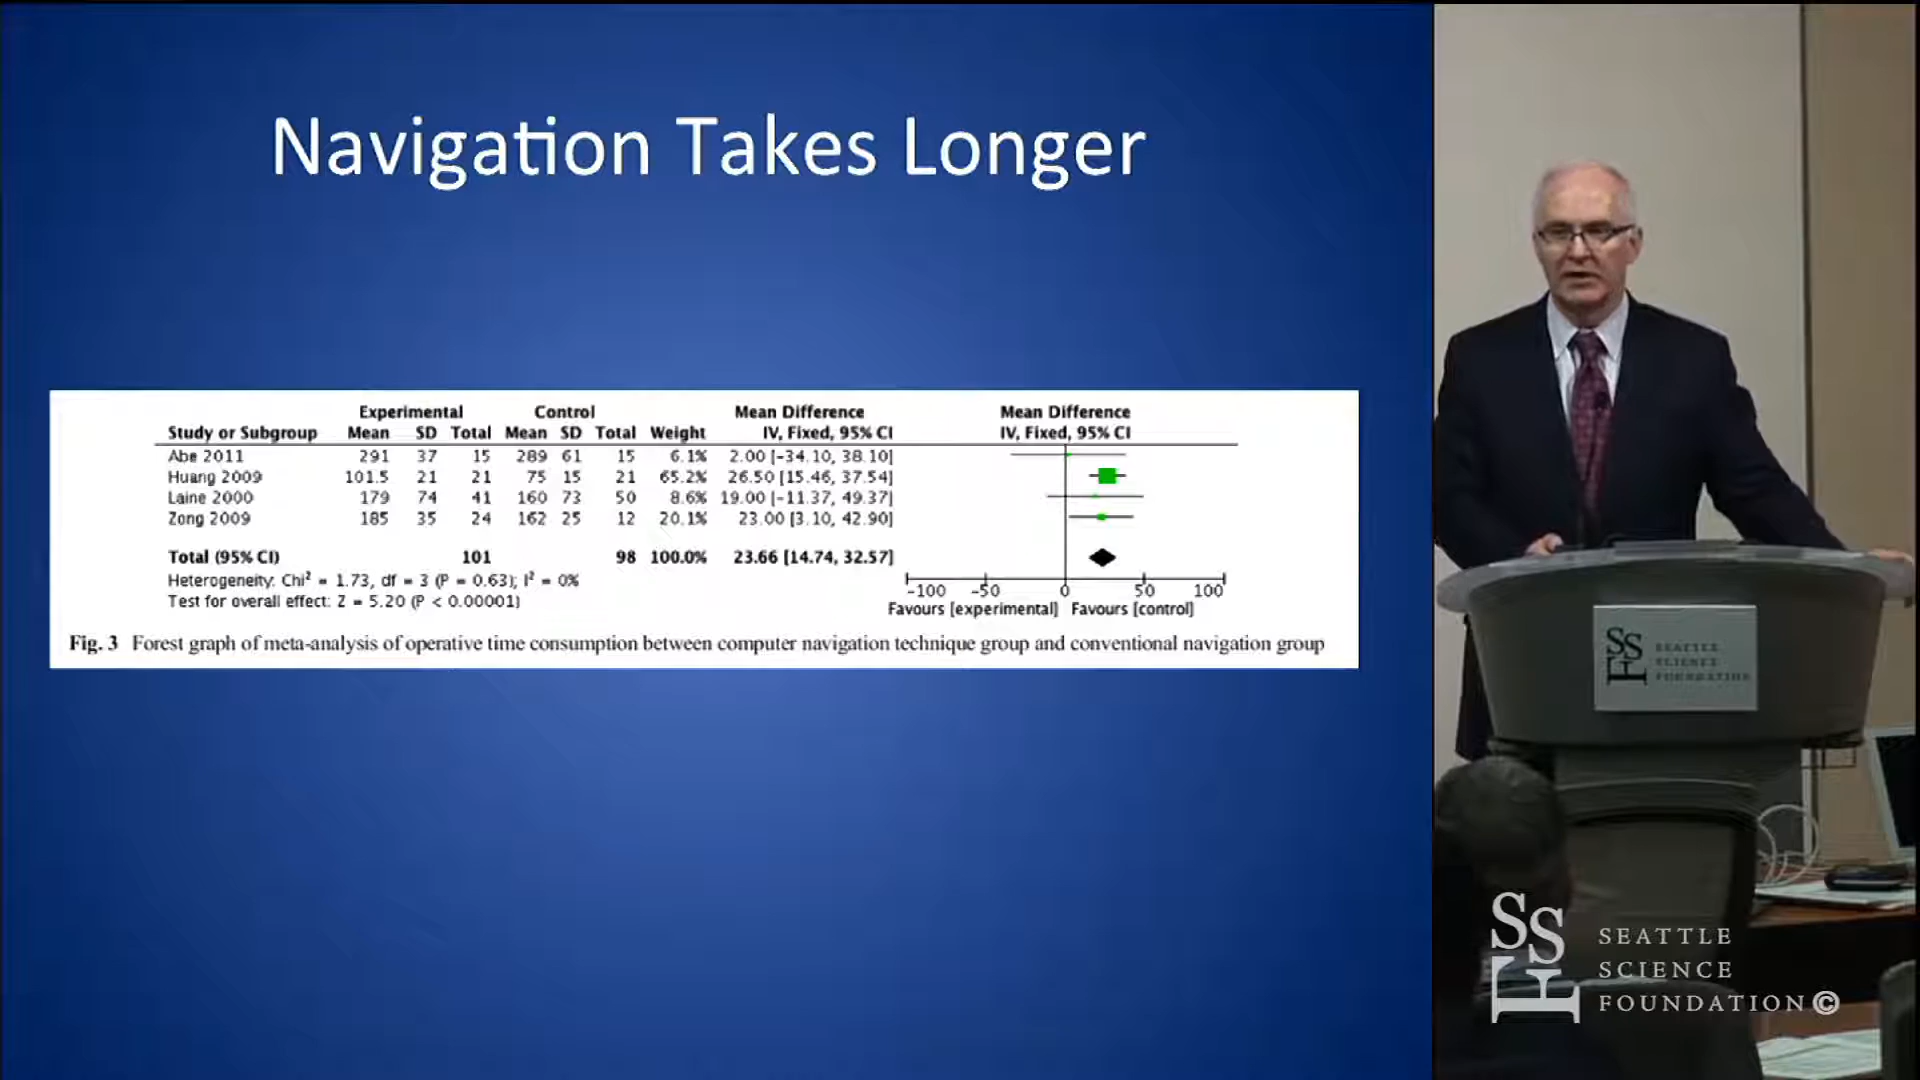 Navigation Takes Longer
Experimental Control Mean Difference Mean Difference
Study or Subgroup Mean SD Total Mean SD Total Weight IV, Fixed, 95% CI IV, Fixed, 95% CI
Abe 2011 291 37 15 289 61 15 6.1% 2.00 [-34.10, 38.10]
Huang 2009 101.5 21 21 75 15 21 65.2% 26.50 [15.46, 37.54]
Laine 2000 179 74 41 160 73 50 8.6% 19.00 [-11.37, 49.37]
Zong 2009 185 35 24 162 25 12 20.1% 23.00 [3.10, 42.90]
Total (95% CI) 101 98 100.0% 23.66 [14.74, 32.57]
Heterogeneity: Chi² = 1.73, df = 3 (P = 0.63); I² = 0%
Test for overall effect: Z = 5.20 (P < 0.00001)
-100 -50 0 50 100
Favours [experimental] Favours [control]
Fig. 3 Forest graph of meta-analysis of operative time consumption between computer navigation technique group and conventional navigation group
SSF
SEATTLE
SCIENCE
FOUNDATION
SSF
SEATTLE
SCIENCE
FOUNDATION©